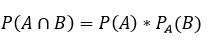 P(A ∩ B) = P(A) * P_A(B)